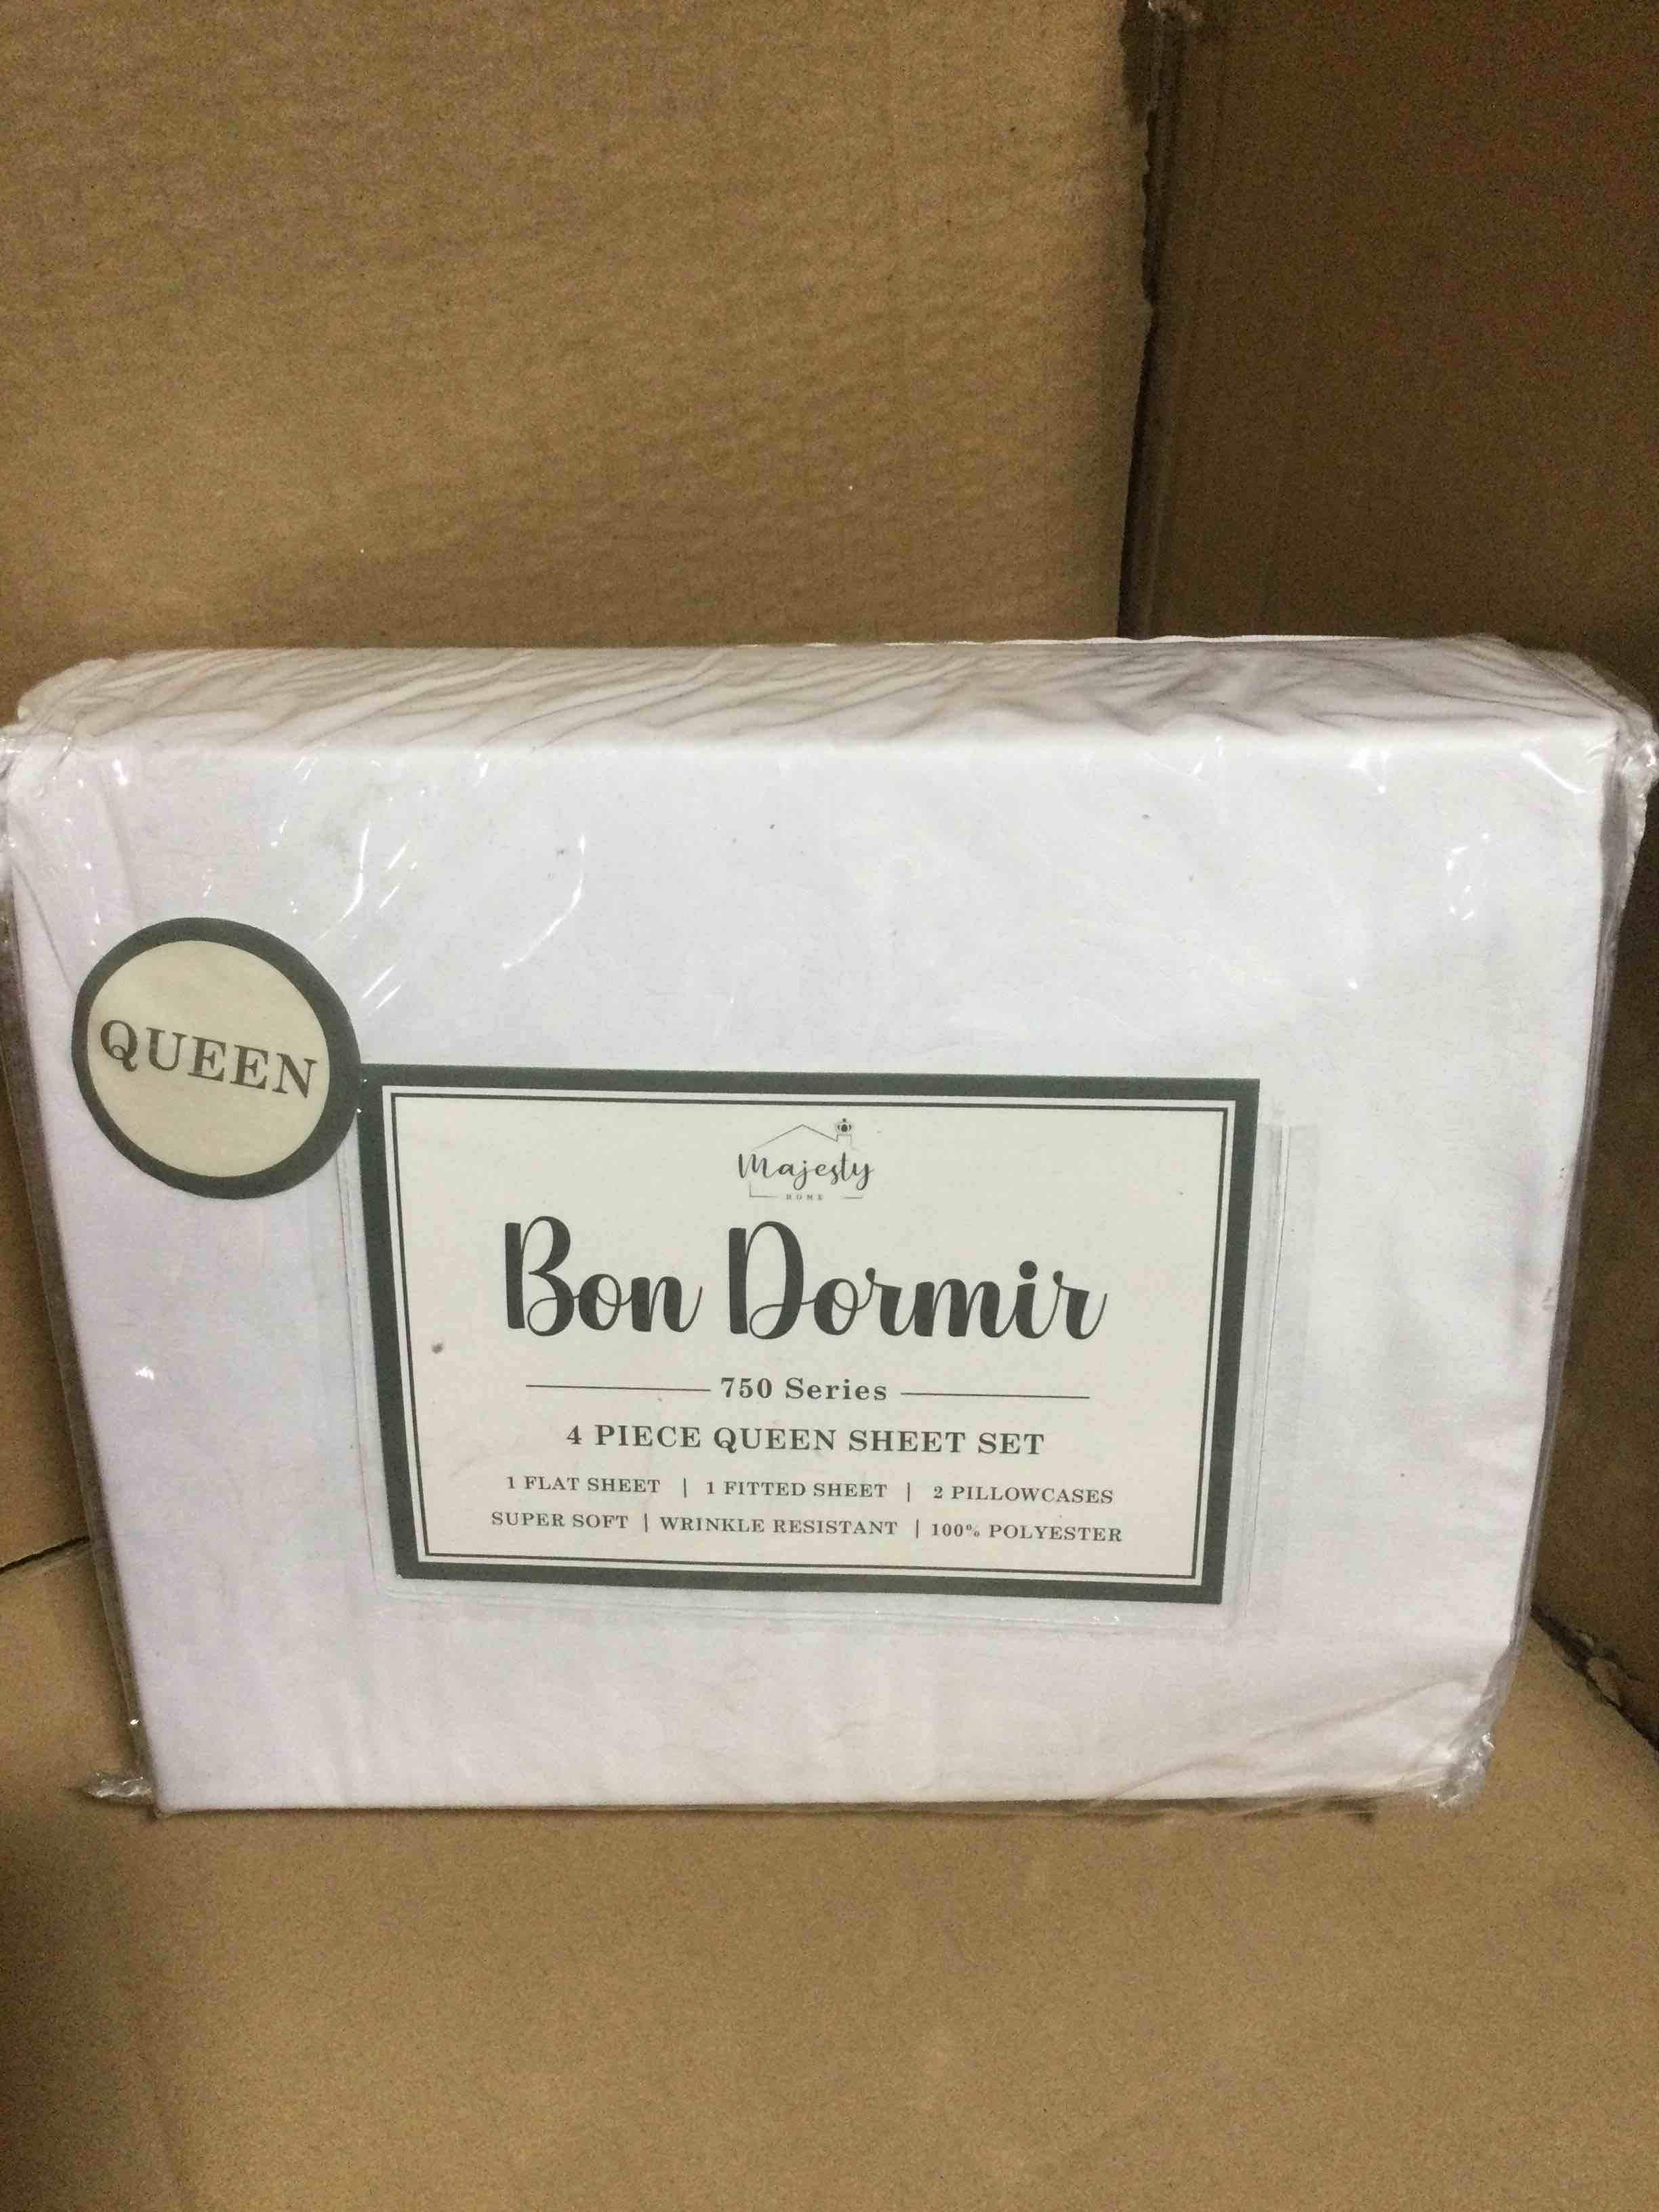 QUEEN
Majesty
HOME
Bon Dormir
750 Series
4 PIECE QUEEN SHEET SET
1 FLAT SHEET | 1 FITTED SHEET | 2 PILLOWCASES
SUPER SOFT | WRINKLE RESISTANT | 100% POLYESTER